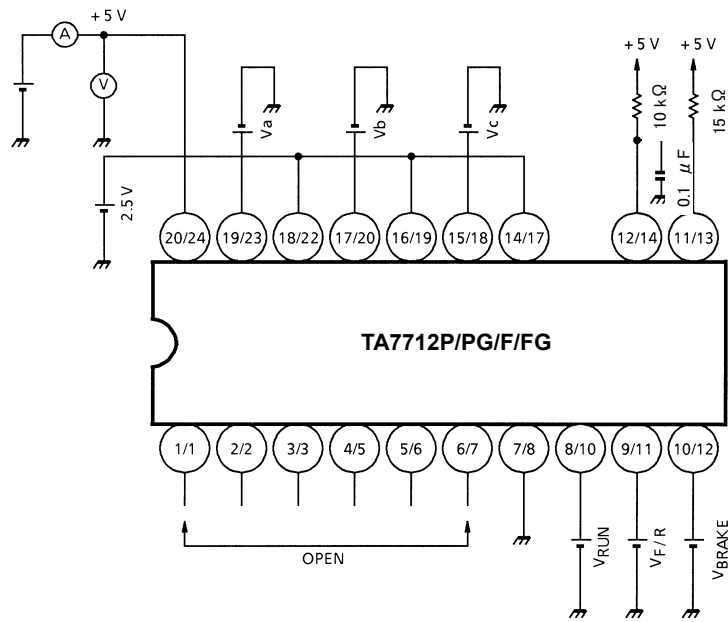 +5 V
A
V
+5 V
+5 V
Va
Vb
Vc
10 kΩ
15 kΩ
0.1 μF
2.5 V
20/24
19/23
18/22
17/20
16/19
15/18
14/17
12/14
11/13
TA7712P/PG/F/FG
1/1
2/2
3/3
4/5
5/6
6/7
7/8
8/10
9/11
10/12
OPEN
VRUN
VF/R
VBRAKE